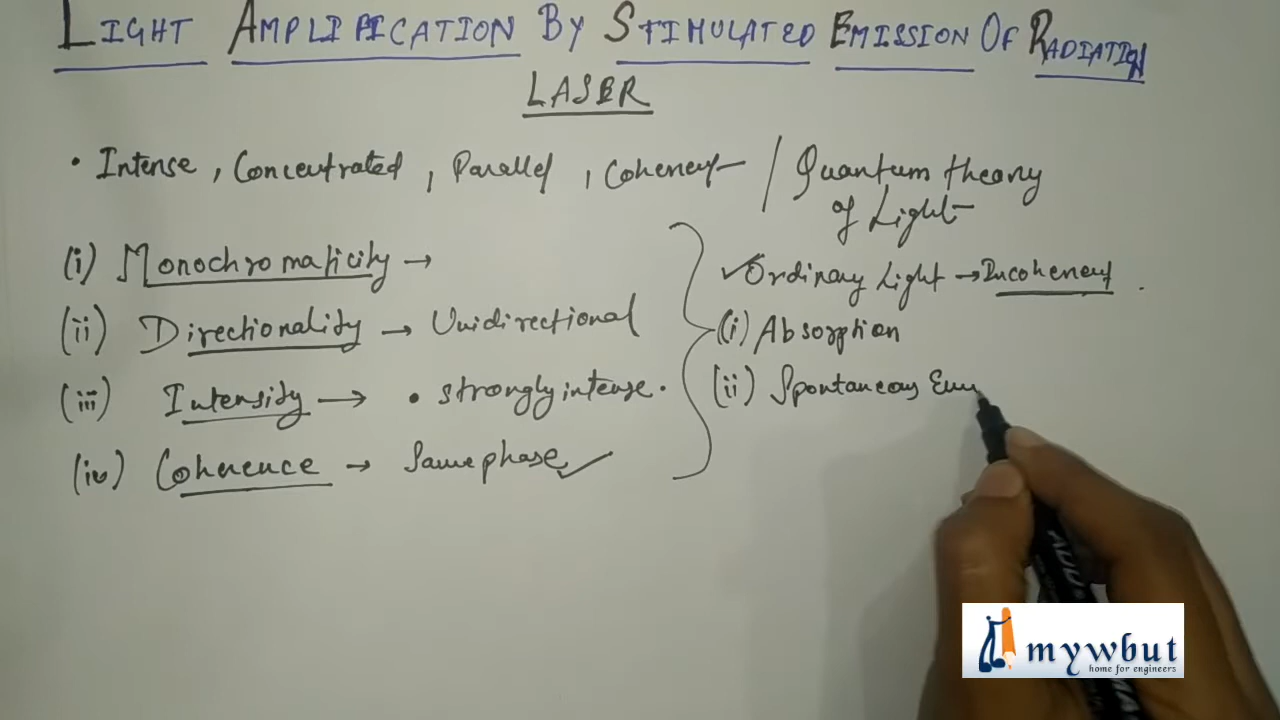 LIGHT AMPLIFICATION BY STIMULATED EMISSION OF RADIATION
LASER
• Intense, Concentrated, Parallel, Coherent / Quantum theory
of Light
(i) Monochromaticity →
(ii) Directionality → Unidirectional
(iii) Intensity → • strongly intense.
(iv) Coherence → Same phase ✓
✓Ordinary Light → Incoherent.
(i) Absorption
(ii) Spontaneous
mywbut
home for engineers